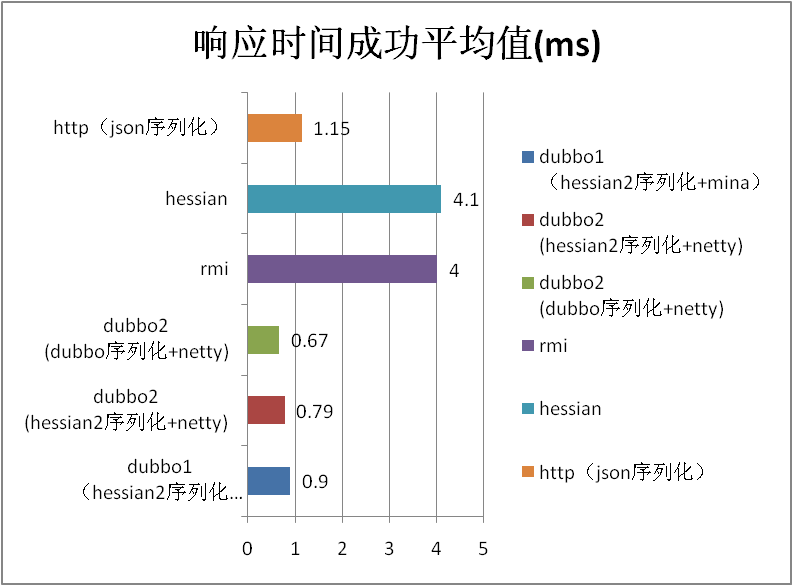 响应时间成功平均值(ms)
http（json序列化）
1.15
hessian
4.1
rmi
4
dubbo2
(dubbo序列化+netty)
0.67
dubbo2
(hessian2序列化+netty)
0.79
dubbo1
（hessian2序列化...
0.9
0 1 2 3 4 5
dubbo1
（hessian2序列化+mina）
dubbo2
(hessian2序列化+netty)
dubbo2
(dubbo序列化+netty)
rmi
hessian
http（json序列化）